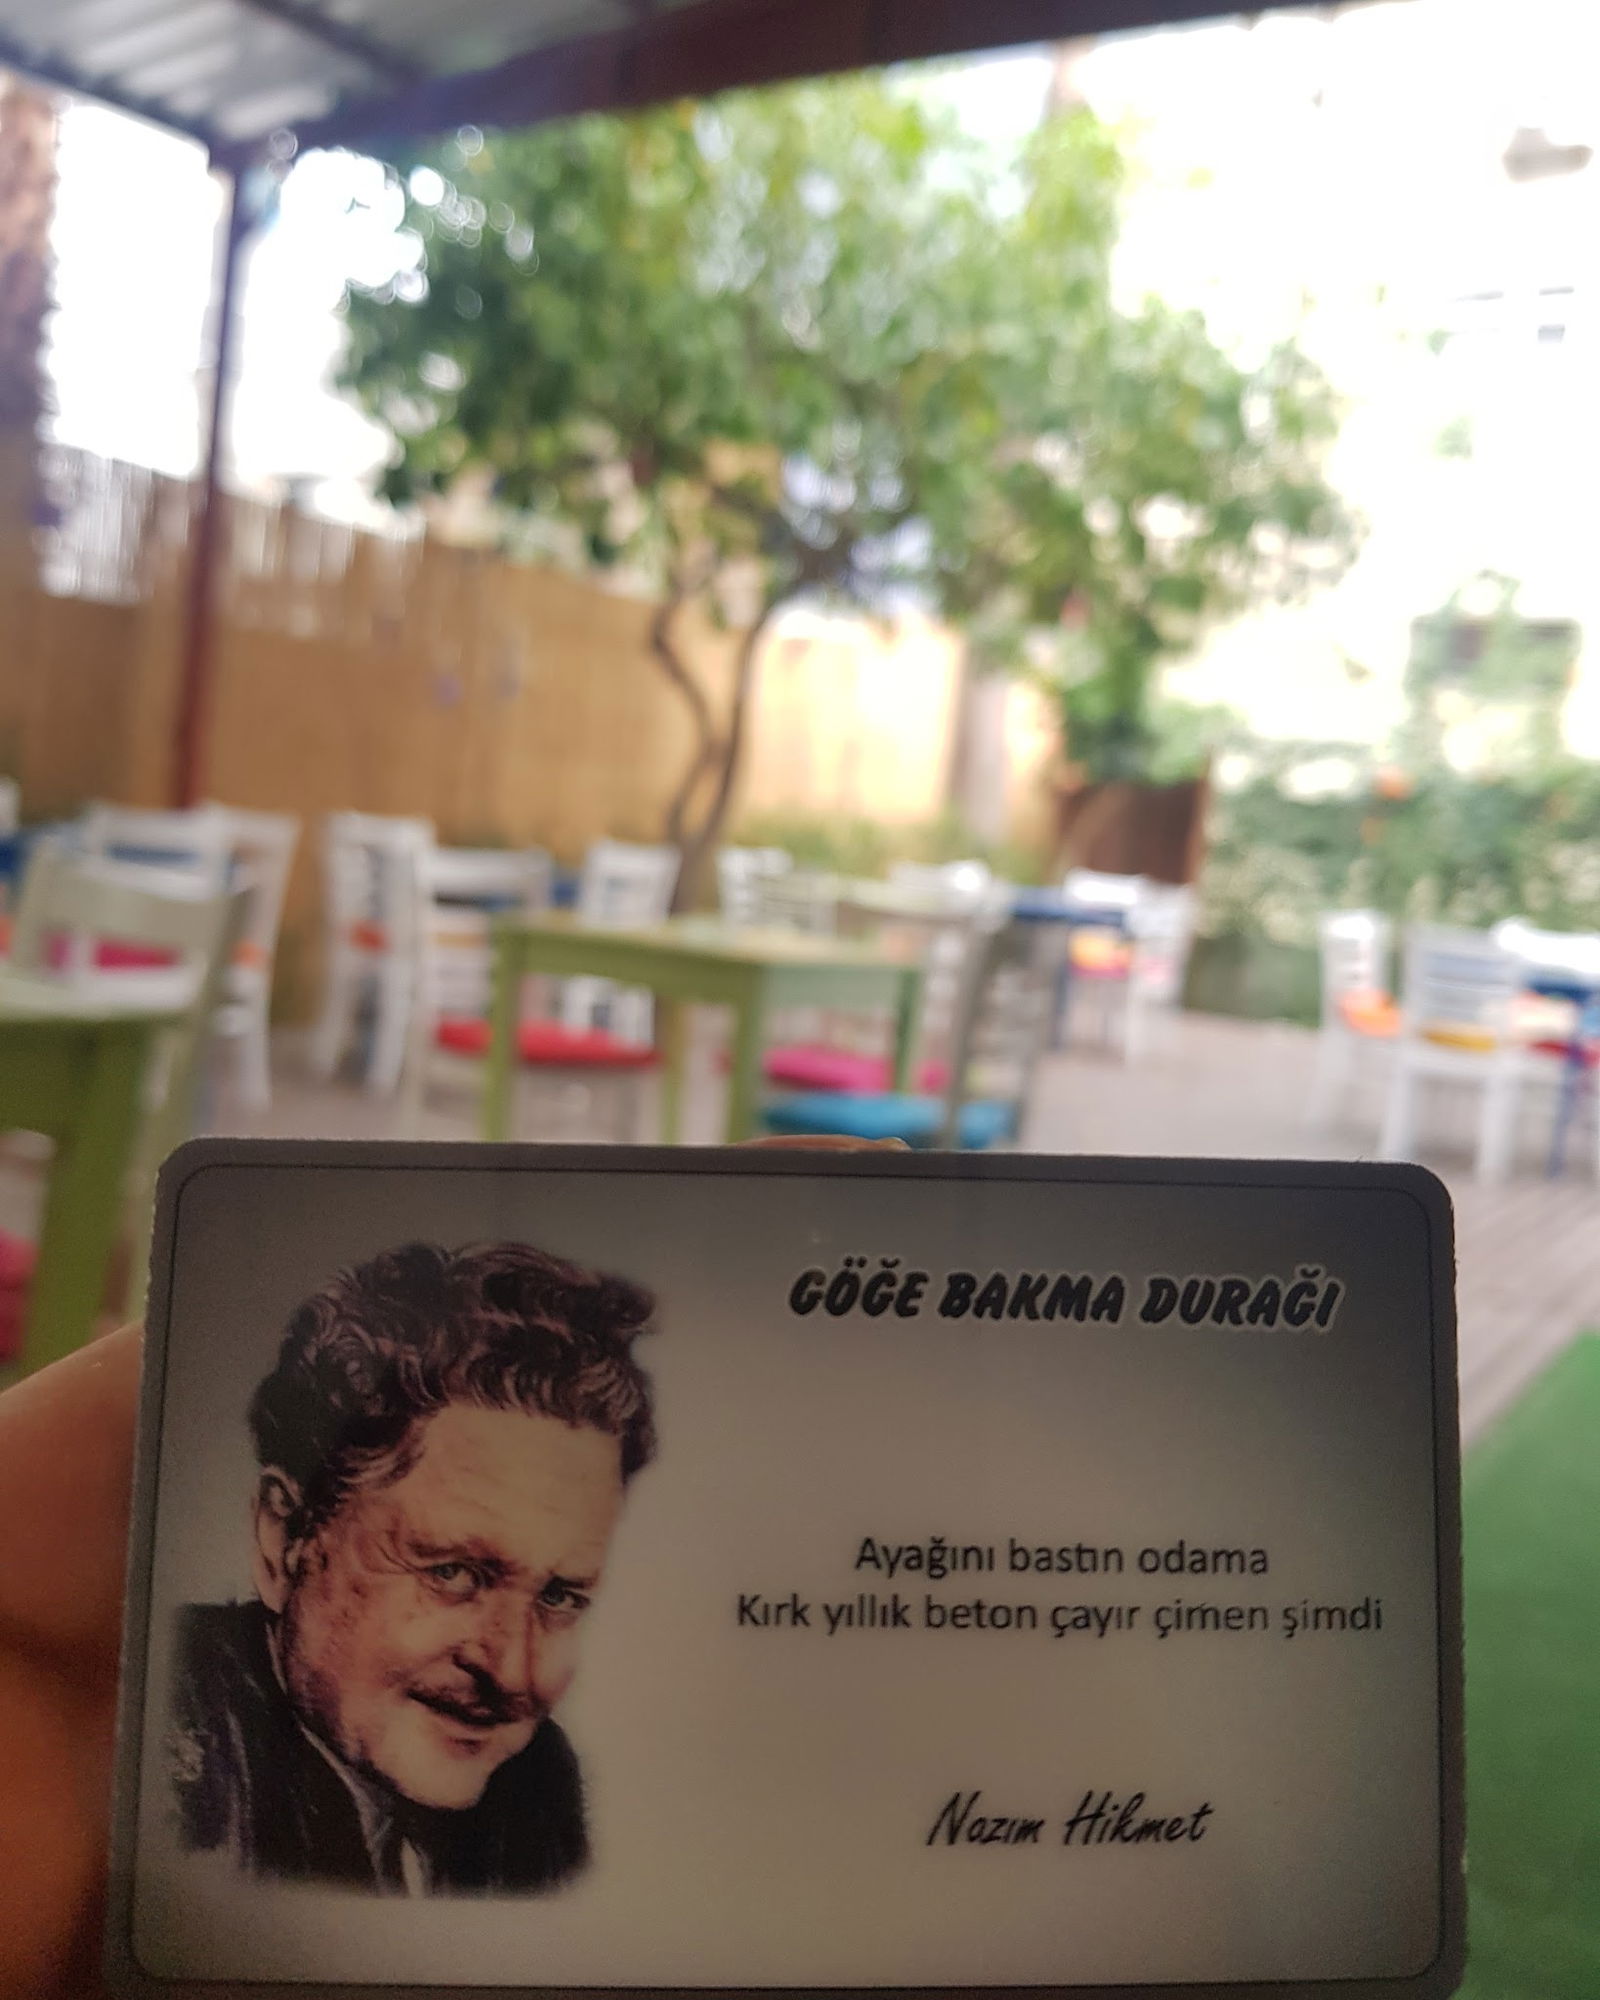 GÖĞE BAKMA DURAĞI
Ayağını bastın odama
Kırk yıllık beton çayır çimen şimdi
Nazım Hikmet